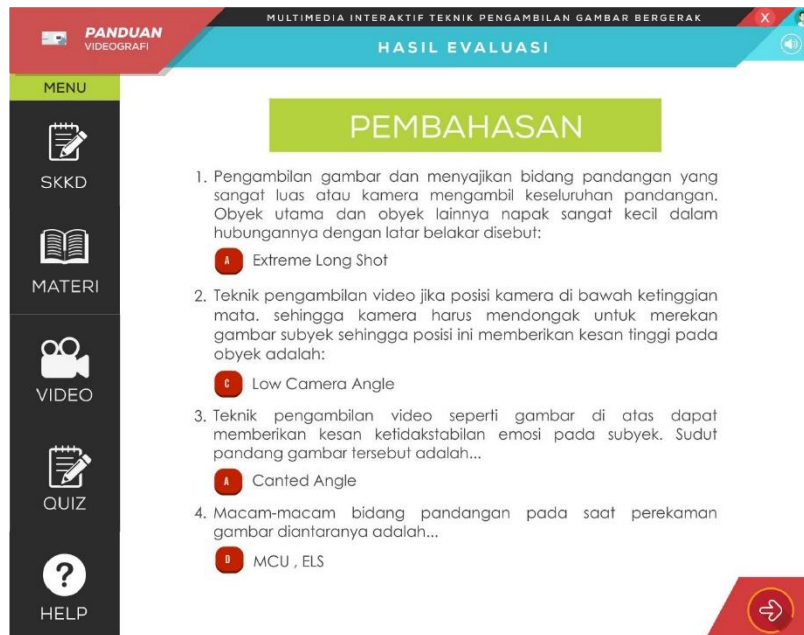 MULTIMEDIA INTERAKTIF TEKNIK PENGAMBILAN GAMBAR BERGERAK
X
PANDUAN
VIDEOGRAFI
HASIL EVALUASI
MENU
SKKD
MATERI
VIDEO
QUIZ
?
HELP
PEMBAHASAN
1. Pengambilan gambar dan menyajikan bidang pandangan yang
sangat luas atau kamera mengambil keseluruhan pandangan.
Obyek utama dan obyek lainnya napak sangat kecil dalam
hubungannya dengan latar belakar disebut:
A Extreme Long Shot
2. Teknik pengambilan video jika posisi kamera di bawah ketinggian
mata. sehingga kamera harus mendongak untuk merekan
gambar subyek sehingga posisi ini memberikan kesan tinggi pada
obyek adalah:
C Low Camera Angle
3. Teknik pengambilan video seperti gambar di atas dapat
memberikan kesan ketidakstabilan emosi pada subyek. Sudut
pandang gambar tersebut adalah...
A Canted Angle
4. Macam-macam bidang pandangan pada saat perekaman
gambar diantaranya adalah...
D MCU , ELS